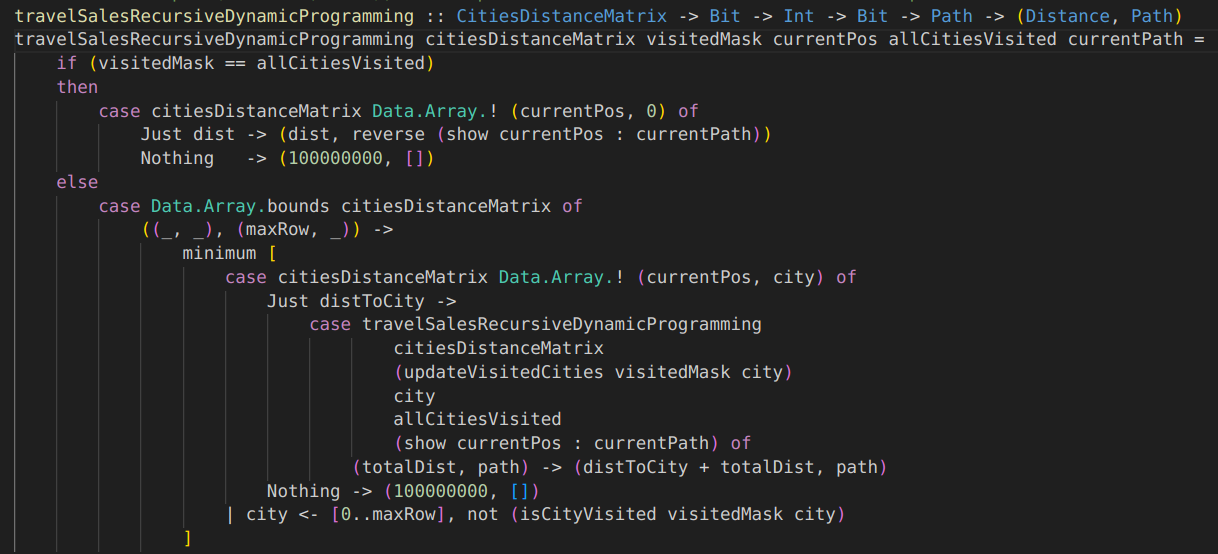 travelSalesRecursiveDynamicProgramming :: CitiesDistanceMatrix -> Bit -> Int -> Bit -> Path -> (Distance, Path)
travelSalesRecursiveDynamicProgramming citiesDistanceMatrix visitedMask currentPos allCitiesVisited currentPath =
    if (visitedMask == allCitiesVisited)
    then
        case citiesDistanceMatrix Data.Array.! (currentPos, 0) of
            Just dist -> (dist, reverse (show currentPos : currentPath))
            Nothing   -> (100000000, [])
    else
        case Data.Array.bounds citiesDistanceMatrix of
            ((_, _), (maxRow, _)) ->
                minimum [
                    case citiesDistanceMatrix Data.Array.! (currentPos, city) of
                        Just distToCity ->
                            case travelSalesRecursiveDynamicProgramming
                                    citiesDistanceMatrix
                                    (updateVisitedCities visitedMask city)
                                    city
                                    allCitiesVisited
                                    (show currentPos : currentPath) of
                                (totalDist, path) -> (distToCity + totalDist, path)
                        Nothing -> (100000000, [])
                    | city <- [0..maxRow], not (isCityVisited visitedMask city)
                ]